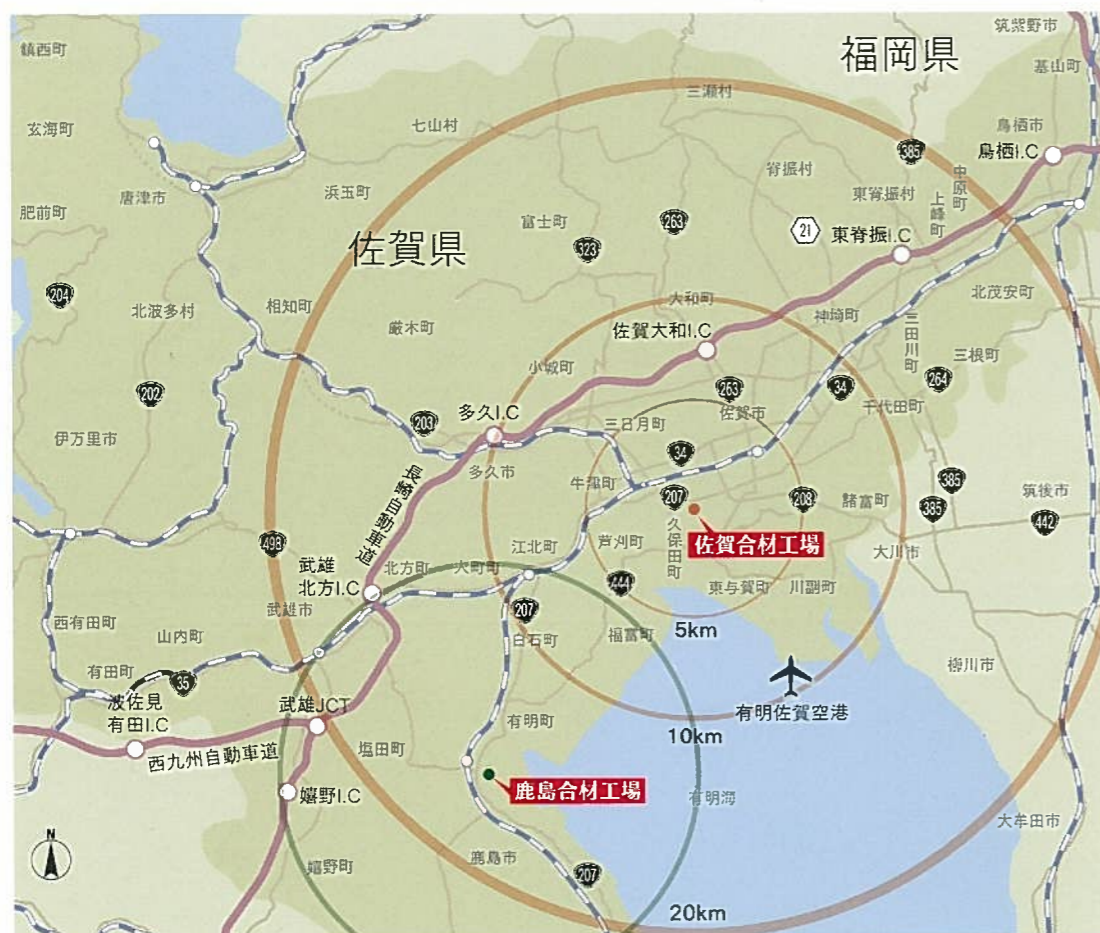 筑紫野市
福岡県
鎮西町
基山町
三瀬村
玄海町
七山村
鳥栖市
385
鳥栖I.C
脊振村
中原町
唐津市
浜玉町
東脊振村
上峰町
肥前町
富士町
263
21
東脊振I.C
佐賀県
323
204
北茂安町
北波多村
相知町
大和町
神埼町
厳木町
佐賀大和I.C
三田川町
三根町
小城町
202
263
34
264
多久I.C
203
三日月町
佐賀市
千代田町
伊万里市
34
多久市
長崎自動車道
牛津町
385
207
208
諸富町
筑後市
385
442
久保田町
佐賀合材工場
498
江北町
芦刈町
大川市
武雄
北方I.C
北方町
大町町
444
東与賀町
川副町
武雄市
207
西有田町
山内町
白石町
福富町
5km
有田町
35
柳川市
波佐見
有田I.C
武雄JCT
有明町
有明佐賀空港
10km
西九州自動車道
塩田町
嬉野I.C
鹿島合材工場
有明海
大牟田市
N
嬉野町
鹿島市
207
20km